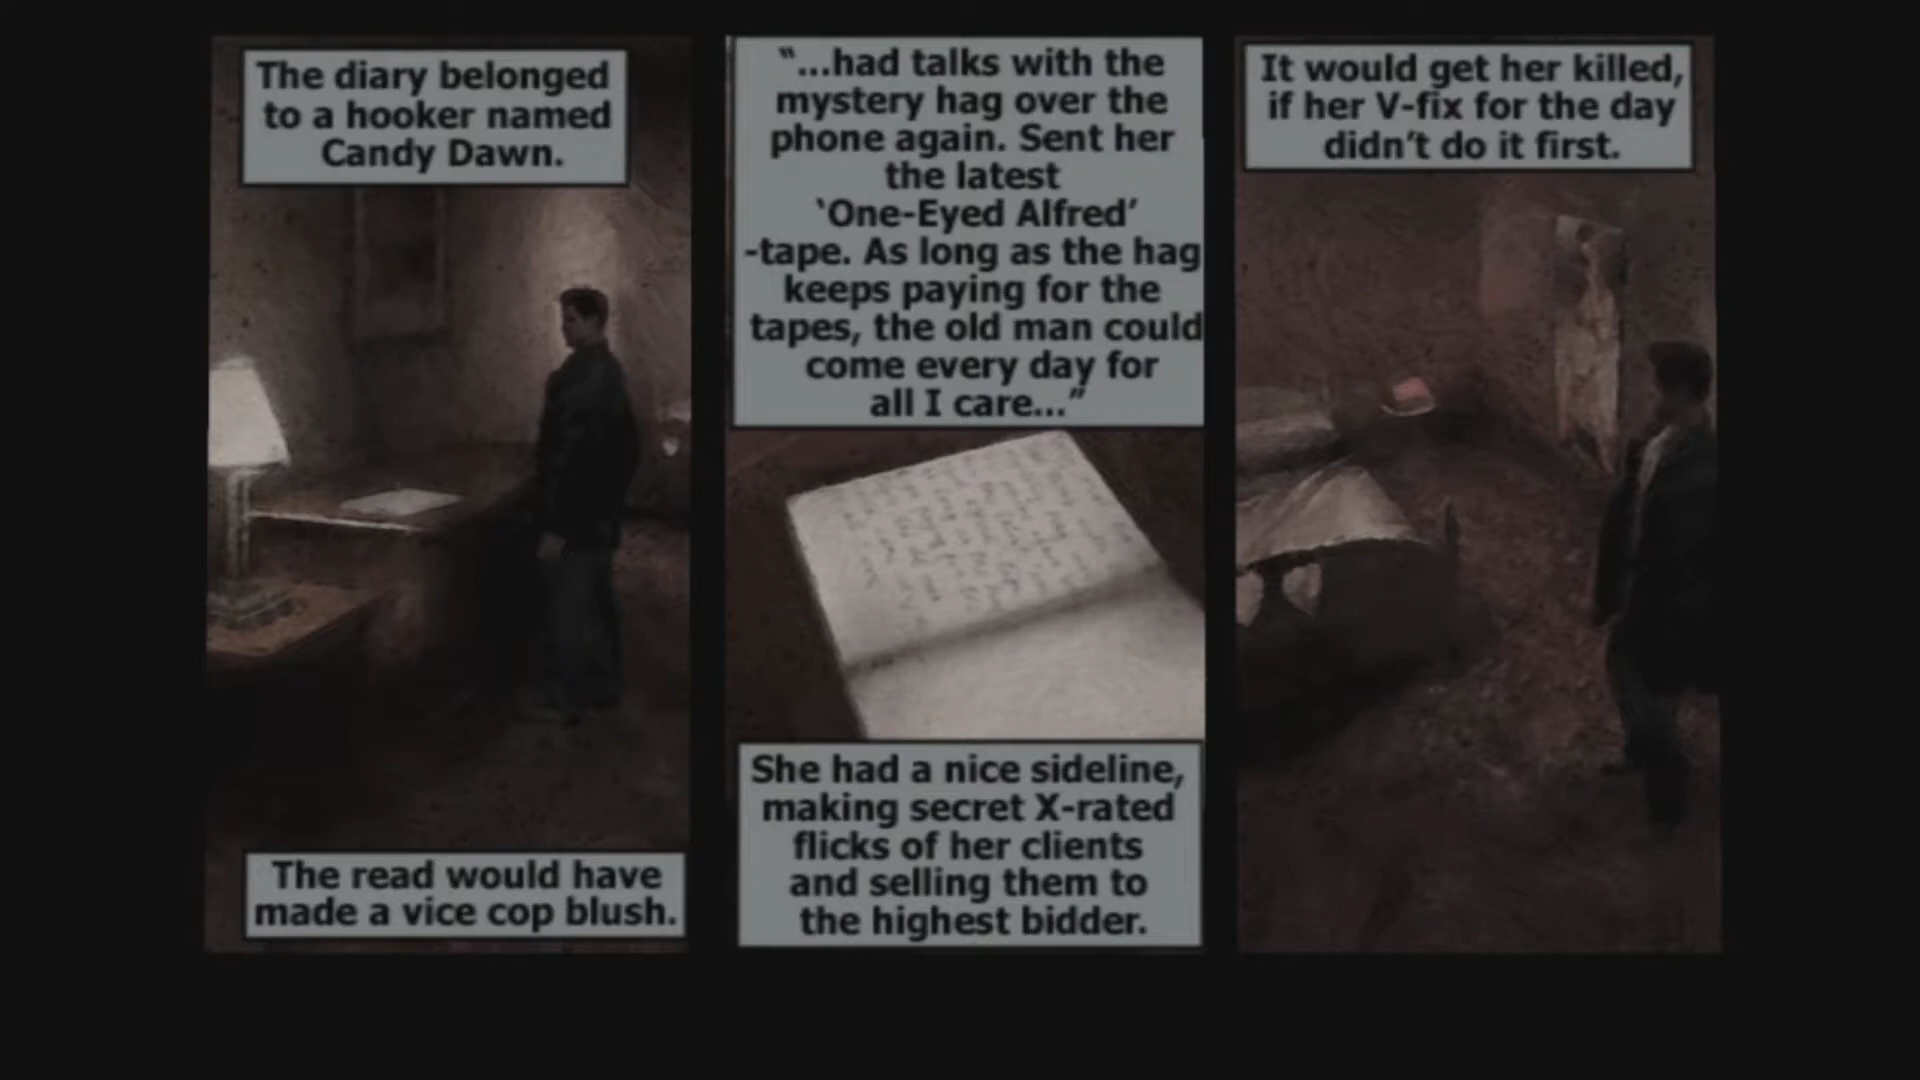 The diary belonged
to a hooker named
Candy Dawn.
The read would have
made a vice cop blush.
“...had talks with the
mystery hag over the
phone again. Sent her
the latest
‘One-Eyed Alfred’
-tape. As long as the hag
keeps paying for the
tapes, the old man could
come every day for
all I care...”
She had a nice sideline,
making secret X-rated
flicks of her clients
and selling them to
the highest bidder.
It would get her killed,
if her V-fix for the day
didn’t do it first.